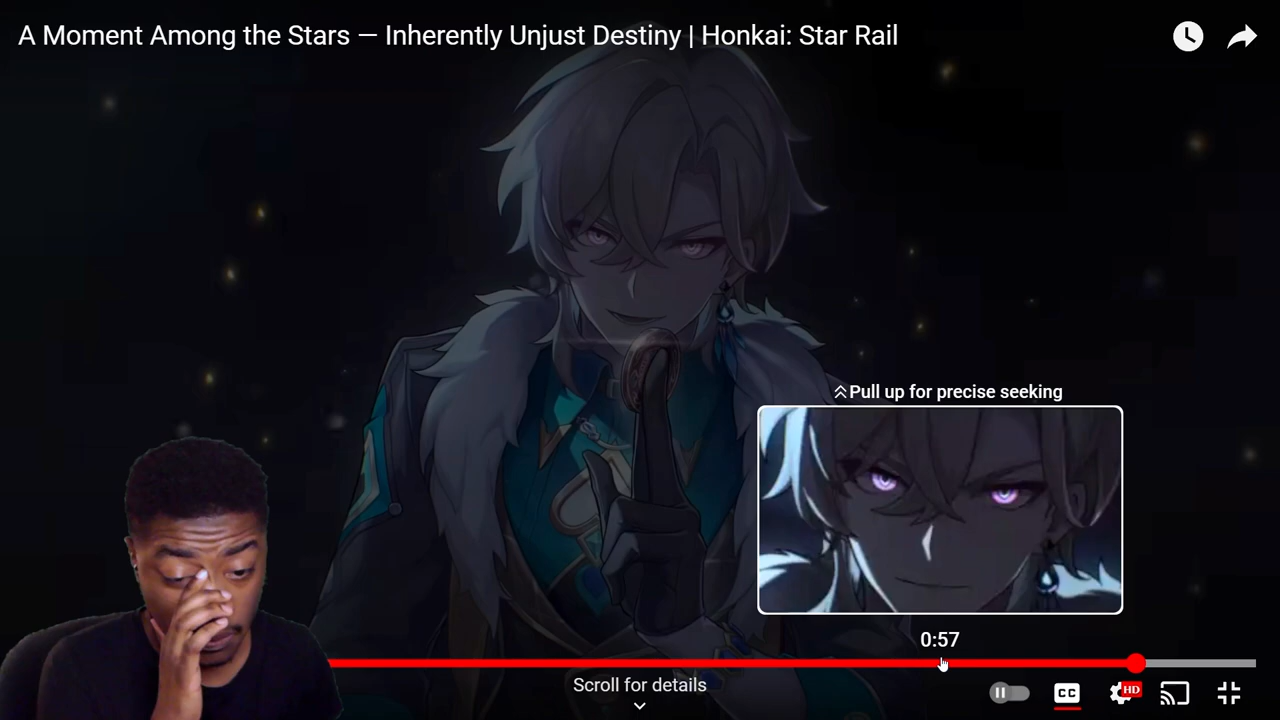 A Moment Among the Stars — Inherently Unjust Destiny | Honkai: Star Rail
Pull up for precise seeking
0:57
Scroll for details
CC
HD